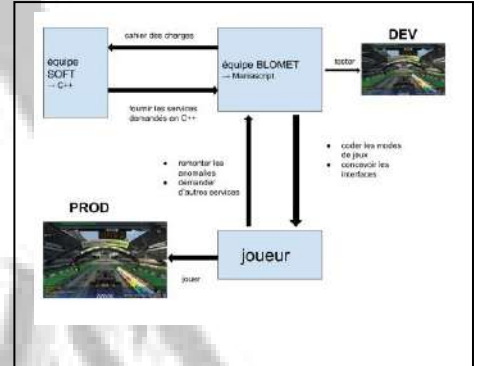 cahier des charges
DEV
équipe
SOFT
→ C++
équipe BLOMET
→ Maniascript
tester
fournir les services
demandés en C++
• remonter les
anomalies
• demander
d'autres services
• coder les modes
de jeux
• concevoir les
interfaces
PROD
joueur
jouer